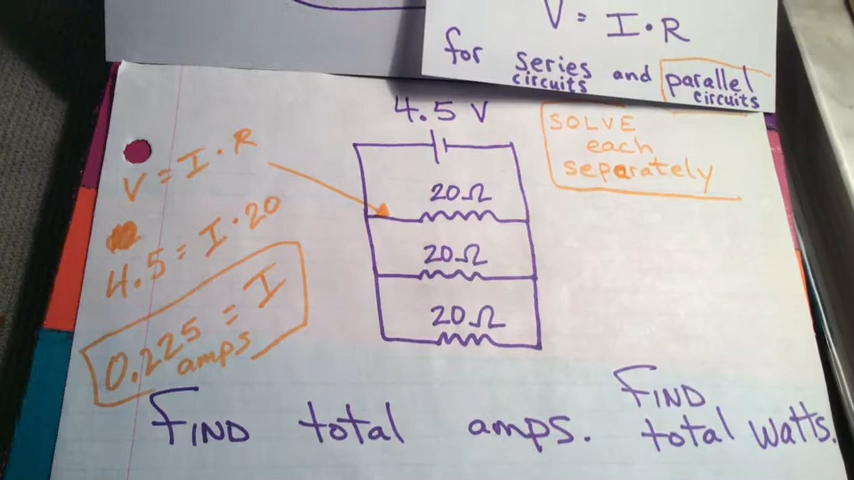 V = I · R
for series circuits and parallel circuits
4.5 V
SOLVE
each
separately
V = I · R
4.5 = I · 20
0.225 = I
amps
20Ω
20Ω
20Ω
FIND total amps.
FIND
total watts.